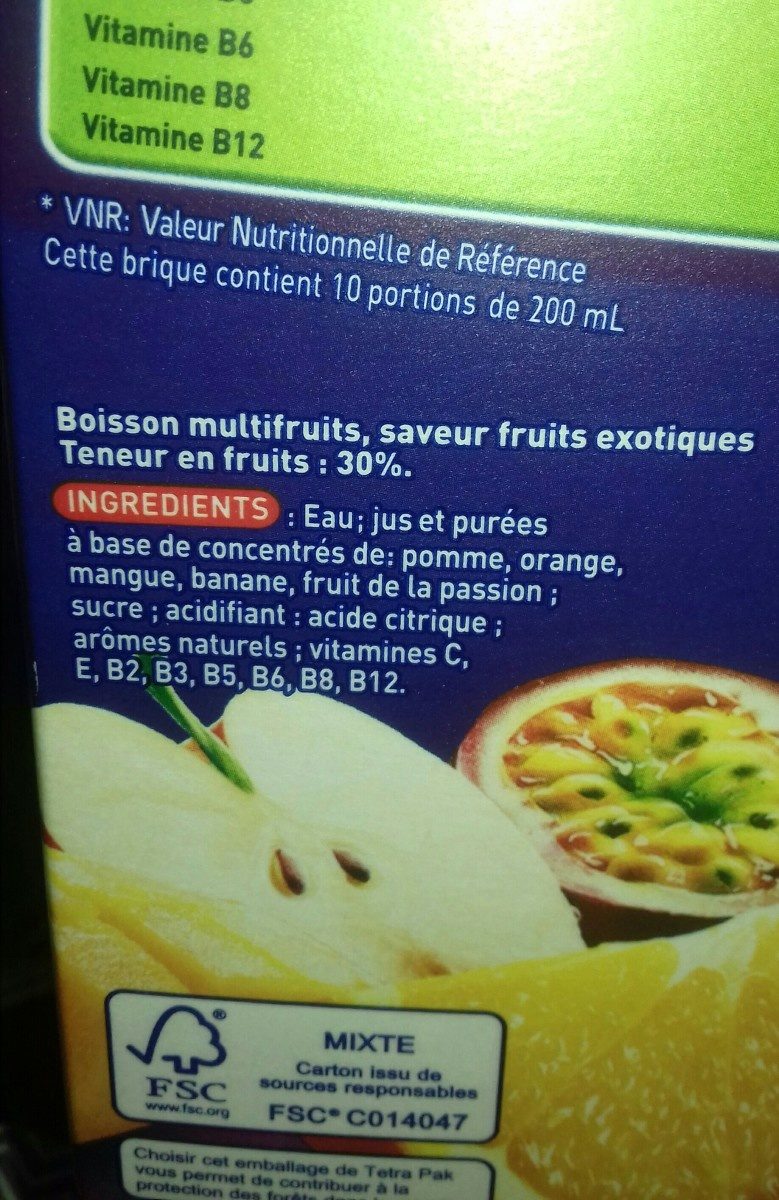 Vitamine B6
Vitamine B8
Vitamine B12
* VNR: Valeur Nutritionnelle de Référence
Cette brique contient 10 portions de 200 mL
Boisson multifruits, saveur fruits exotiques
Teneur en fruits : 30%.
INGREDIENTS : Eau; jus et purées
à base de concentrés de: pomme, orange,
mangue, banane, fruit de la passion ;
sucre ; acidifiant : acide citrique ;
arômes naturels ; vitamines C,
E, B2, B3, B5, B6, B8, B12.
®
FSC
www.fsc.org
MIXTE
Carton issu de
sources responsables
FSC® C014047
Choisir cet emballage de Tetra Pak
vous permet de contribuer à la
protection des forêts